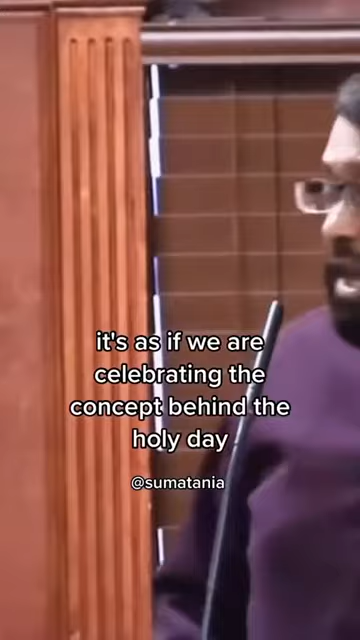 it's as if we are
celebrating the
concept behind the
holy day
@sumatania